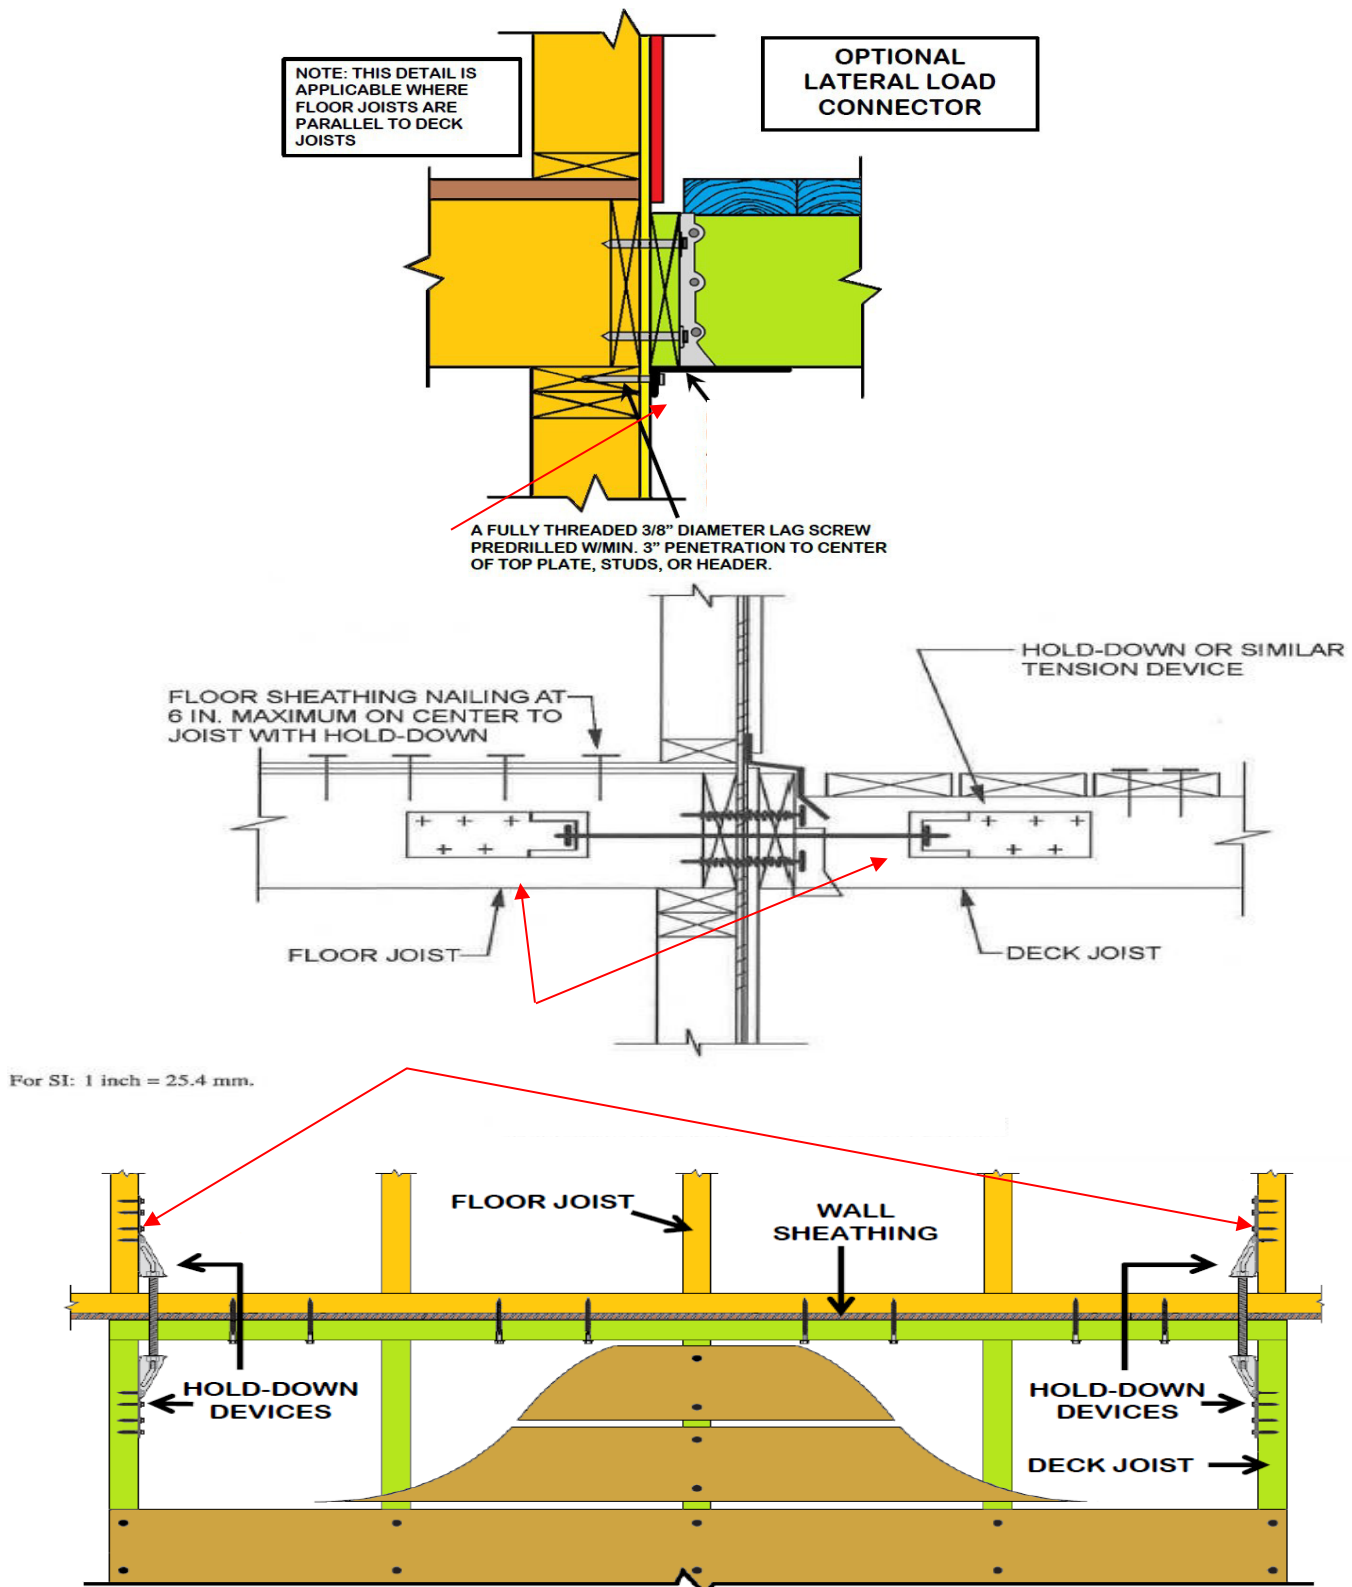 NOTE: THIS DETAIL IS
APPLICABLE WHERE
FLOOR JOISTS ARE
PARALLEL TO DECK
JOISTS
OPTIONAL
LATERAL LOAD
CONNECTOR
A FULLY THREADED 3/8” DIAMETER LAG SCREW
PREDRILLED W/MIN. 3” PENETRATION TO CENTER
OF TOP PLATE, STUDS, OR HEADER.
HOLD-DOWN OR SIMILAR
TENSION DEVICE
FLOOR SHEATHING NAILING AT
6 IN. MAXIMUM ON CENTER TO
JOIST WITH HOLD-DOWN
FLOOR JOIST
DECK JOIST
For SI: 1 inch = 25.4 mm.
FLOOR JOIST
WALL
SHEATHING
HOLD-DOWN
DEVICES
HOLD-DOWN
DEVICES
DECK JOIST